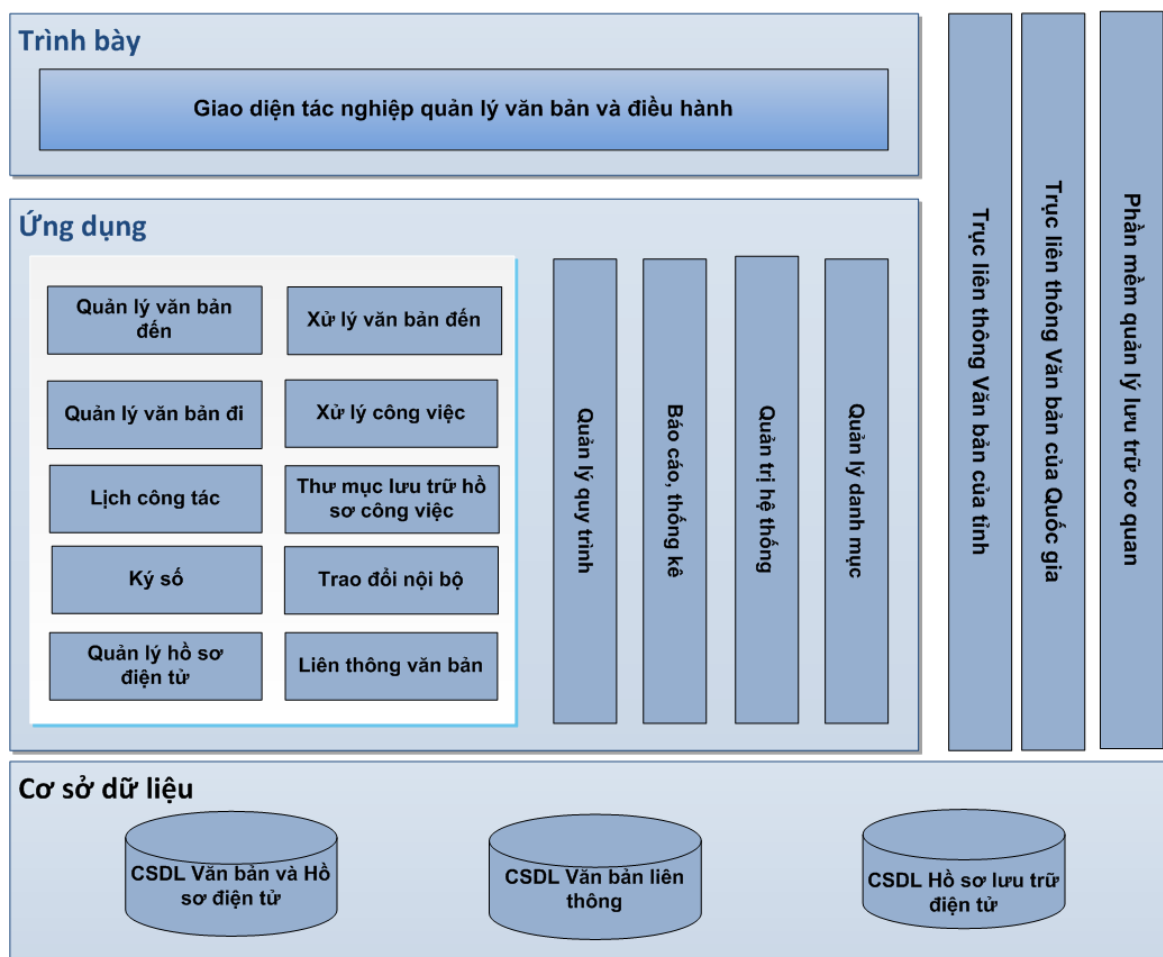 Trình bày
Giao diện tác nghiệp quản lý văn bản và điều hành
Ứng dụng
Quản lý văn bản
đến
Xử lý văn bản đến
Quản lý văn bản đi
Xử lý công việc
Lịch công tác
Thư mục lưu trữ hồ
sơ công việc
Ký số
Trao đổi nội bộ
Quản lý hồ sơ
điện tử
Liên thông văn bản
Quản lý quy trình
Báo cáo, thống kê
Quản trị hệ thống
Quản lý danh mục
Trục liên thông Văn bản của tỉnh
Trục liên thông Văn bản của Quốc gia
Phần mềm quản lý lưu trữ cơ quan
Cơ sở dữ liệu
CSDL Văn bản và Hồ
sơ điện tử
CSDL Văn bản liên
thông
CSDL Hồ sơ lưu trữ
điện tử